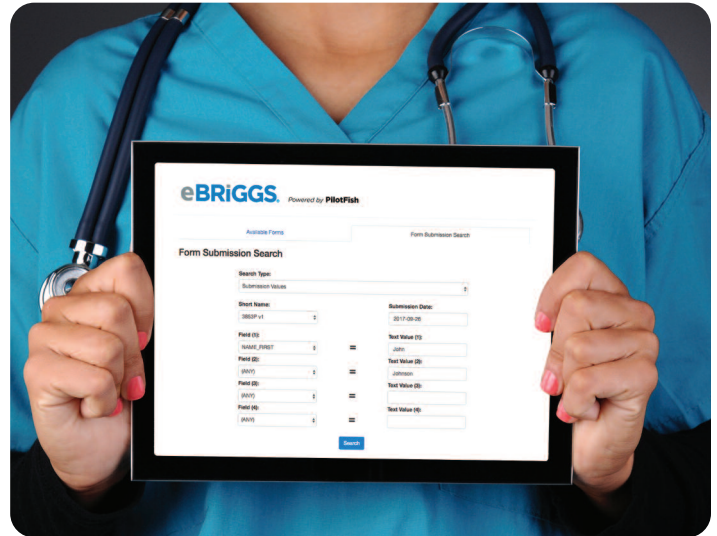 eBRiGGS. Powered by PilotFish
Available Forms Form Submission Search
Form Submission Search
Search Type:
Submission Values
Short Name: Submission Date:
3863P-v1 2017-09-26
Field (1): Text Value (1):
NAME_FIRST = John
Field (2): Text Value (2):
(ANY) = Johnson
Field (3): Text Value (3):
(ANY) =
Field (4): Text Value (4):
(ANY) =
Search